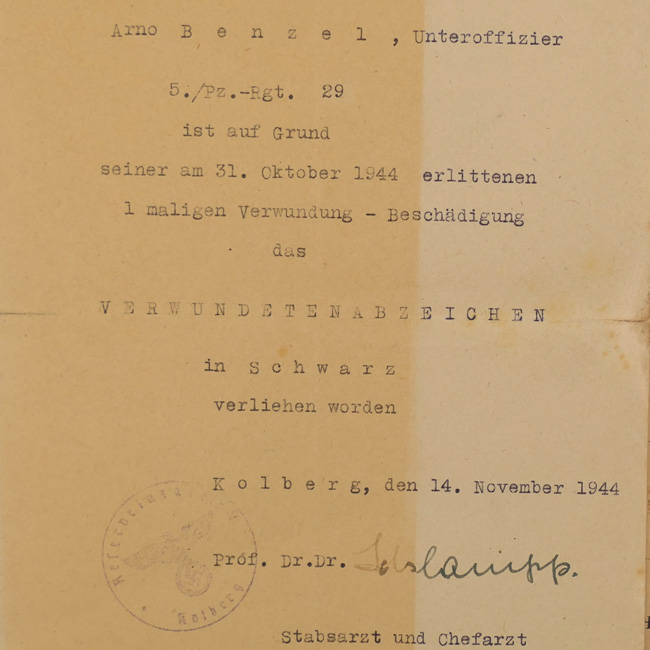 Arno B e n z e l , Unteroffizier
5./Pz.-Rgt. 29
ist auf Grund
seiner am 31. Oktober 1944 erlittenen
1 maligen Verwundung - Beschädigung
das
V E R W U N D E T E N A B Z E I C H E N
in S c h w a r z
verliehen worden
K o l b e r g, den 14. November 1944
Prof. Dr.Dr.
Stabsarzt und Chefarzt
Kolberg